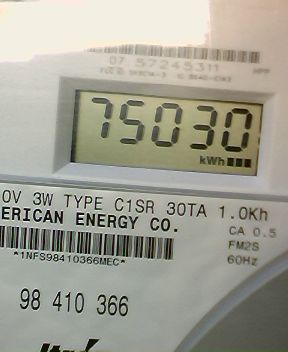 07 57245311
75030
kWh
0V 3W TYPE C1SR 30TA 1.0Kh
ERICAN ENERGY CO.
CA 0.5
FM2S
60Hz
*1NFS98410366MEC*
98 410 366